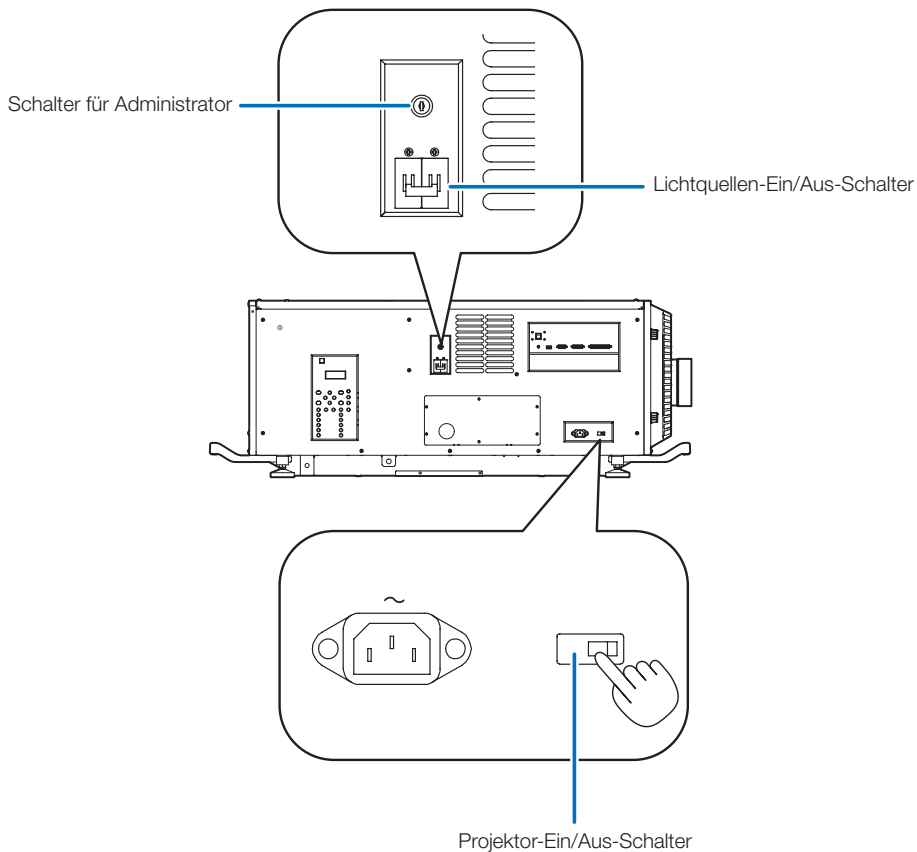 Schalter für Administrator
Lichtquellen-Ein/Aus-Schalter
~
Projektor-Ein/Aus-Schalter